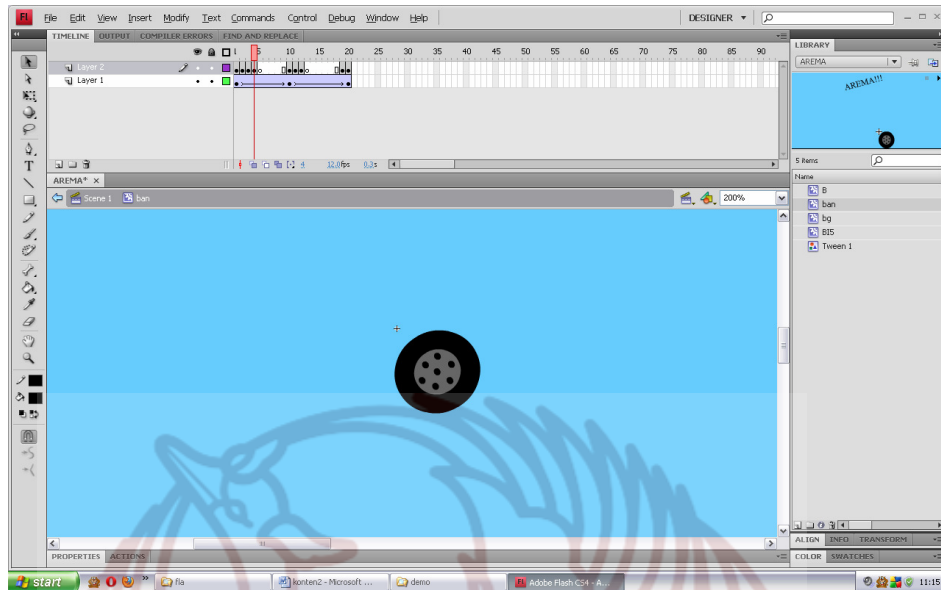 FL File Edit View Insert Modify Text Commands Control Debug Window Help DESIGNER
TIMELINE OUTPUT COMPILER ERRORS FIND AND REPLACE
1 5 10 15 20 25 30 35 40 45 50 55 60 65 70 75 80 85 90
Layer 2
Layer 1
4 12.0fps 0.3s
AREMA* ×
Scene 1 ban 200%
T
PROPERTIES ACTIONS
LIBRARY
AREMA
AREMA!!!
5 items
Name
B
ban
bg
BI5
Tween 1
ALIGN INFO TRANSFORM
COLOR SWATCHES
start fla konten2 - Microsoft ... demo FL Adobe Flash CS4 - A... 11:15